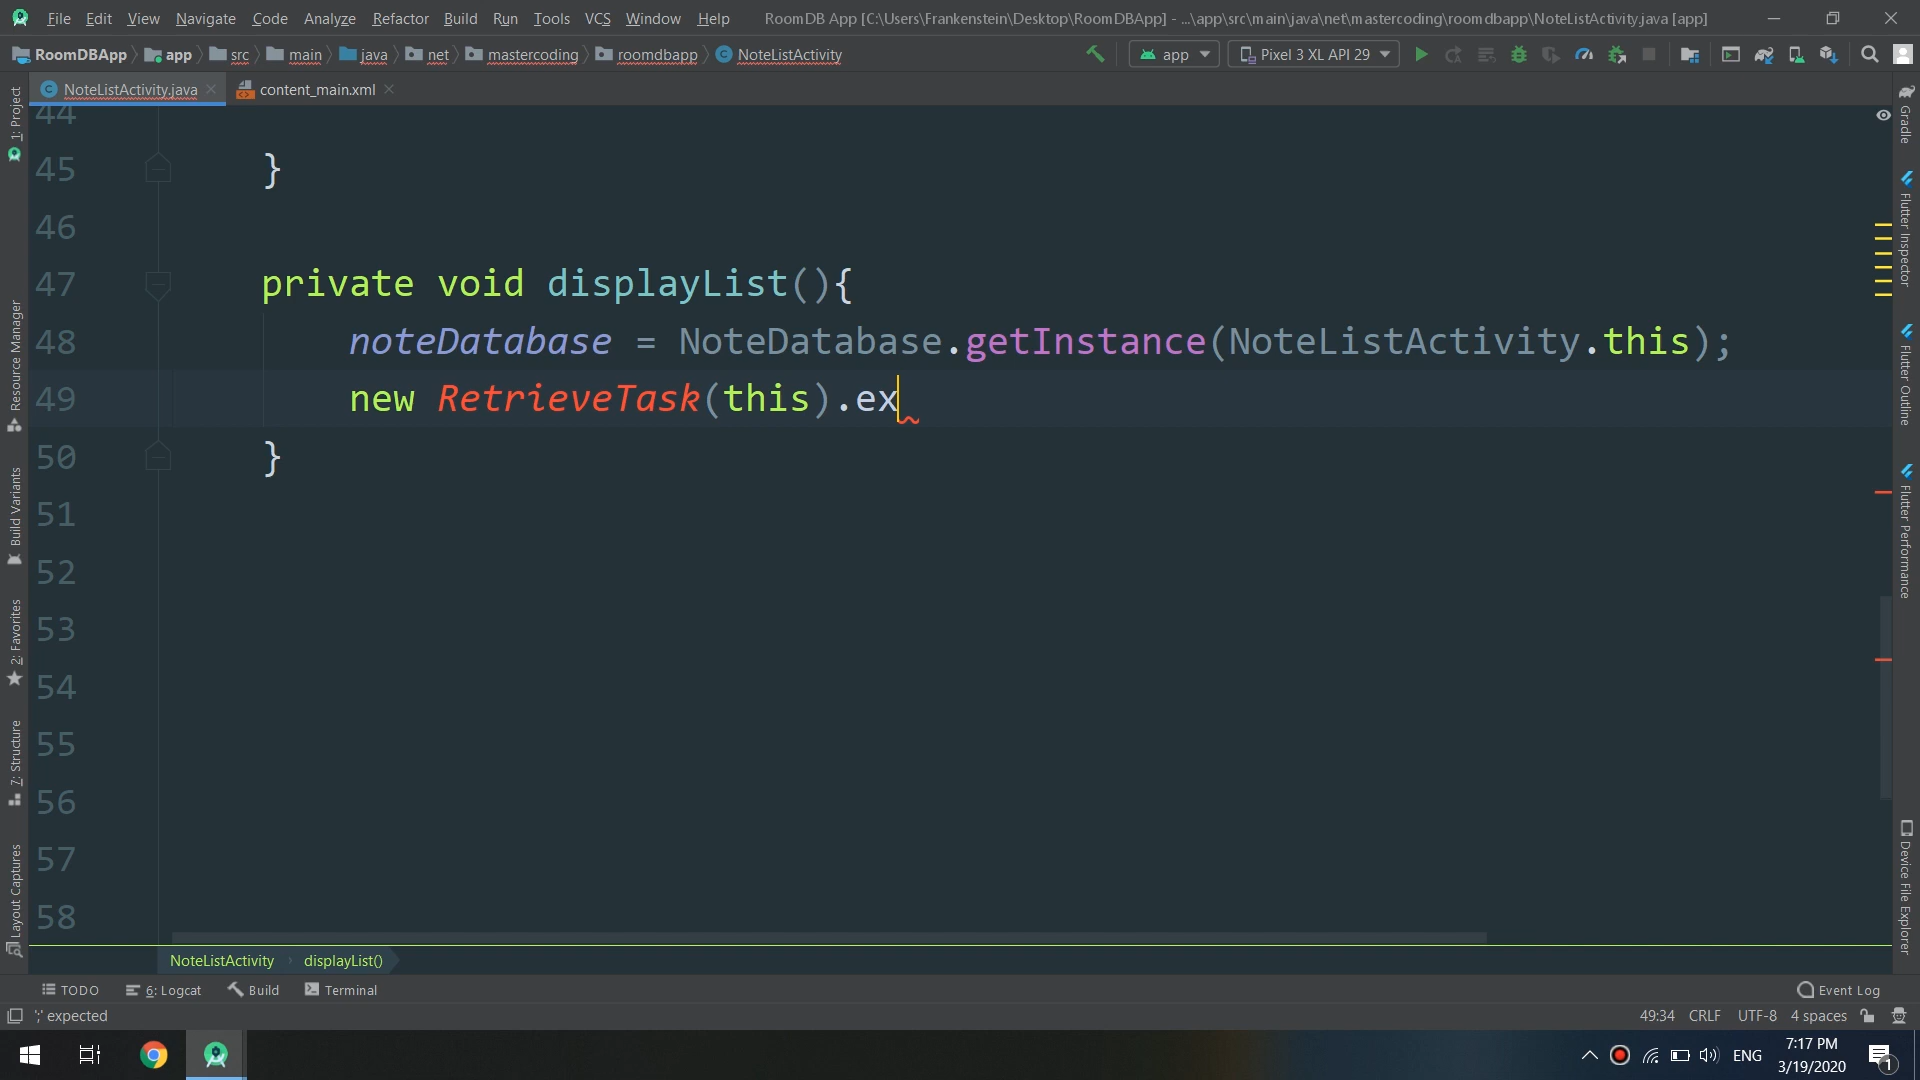 File Edit View Navigate Code Analyze Refactor Build Run Tools VCS Window Help RoomDB App [C:\Users\Frankenstein\Desktop\RoomDBApp] - ...\app\src\main\java\net\mastercoding\roomdbapp\NoteListActivity.java [app]
RoomDBApp app src main java net mastercoding roomdbapp NoteListActivity app Pixel 3 XL API 29
NoteListActivity.java content_main.xml
1: Project
Resource Manager
Build Variants
2: Favorites
7: Structure
Layout Captures
44
45 }
46
47 private void displayList(){
48 noteDatabase = NoteDatabase.getInstance(NoteListActivity.this);
49 new RetrieveTask(this).ex
50 }
51
52
53
54
55
56
57
58
Gradle
Flutter Inspector
Flutter Outline
Flutter Performance
Device File Explorer
NoteListActivity displayList()
TODO 6: Logcat Build Terminal Event Log
';' expected 49:34 CRLF UTF-8 4 spaces
ENG 7:17 PM
3/19/2020 1